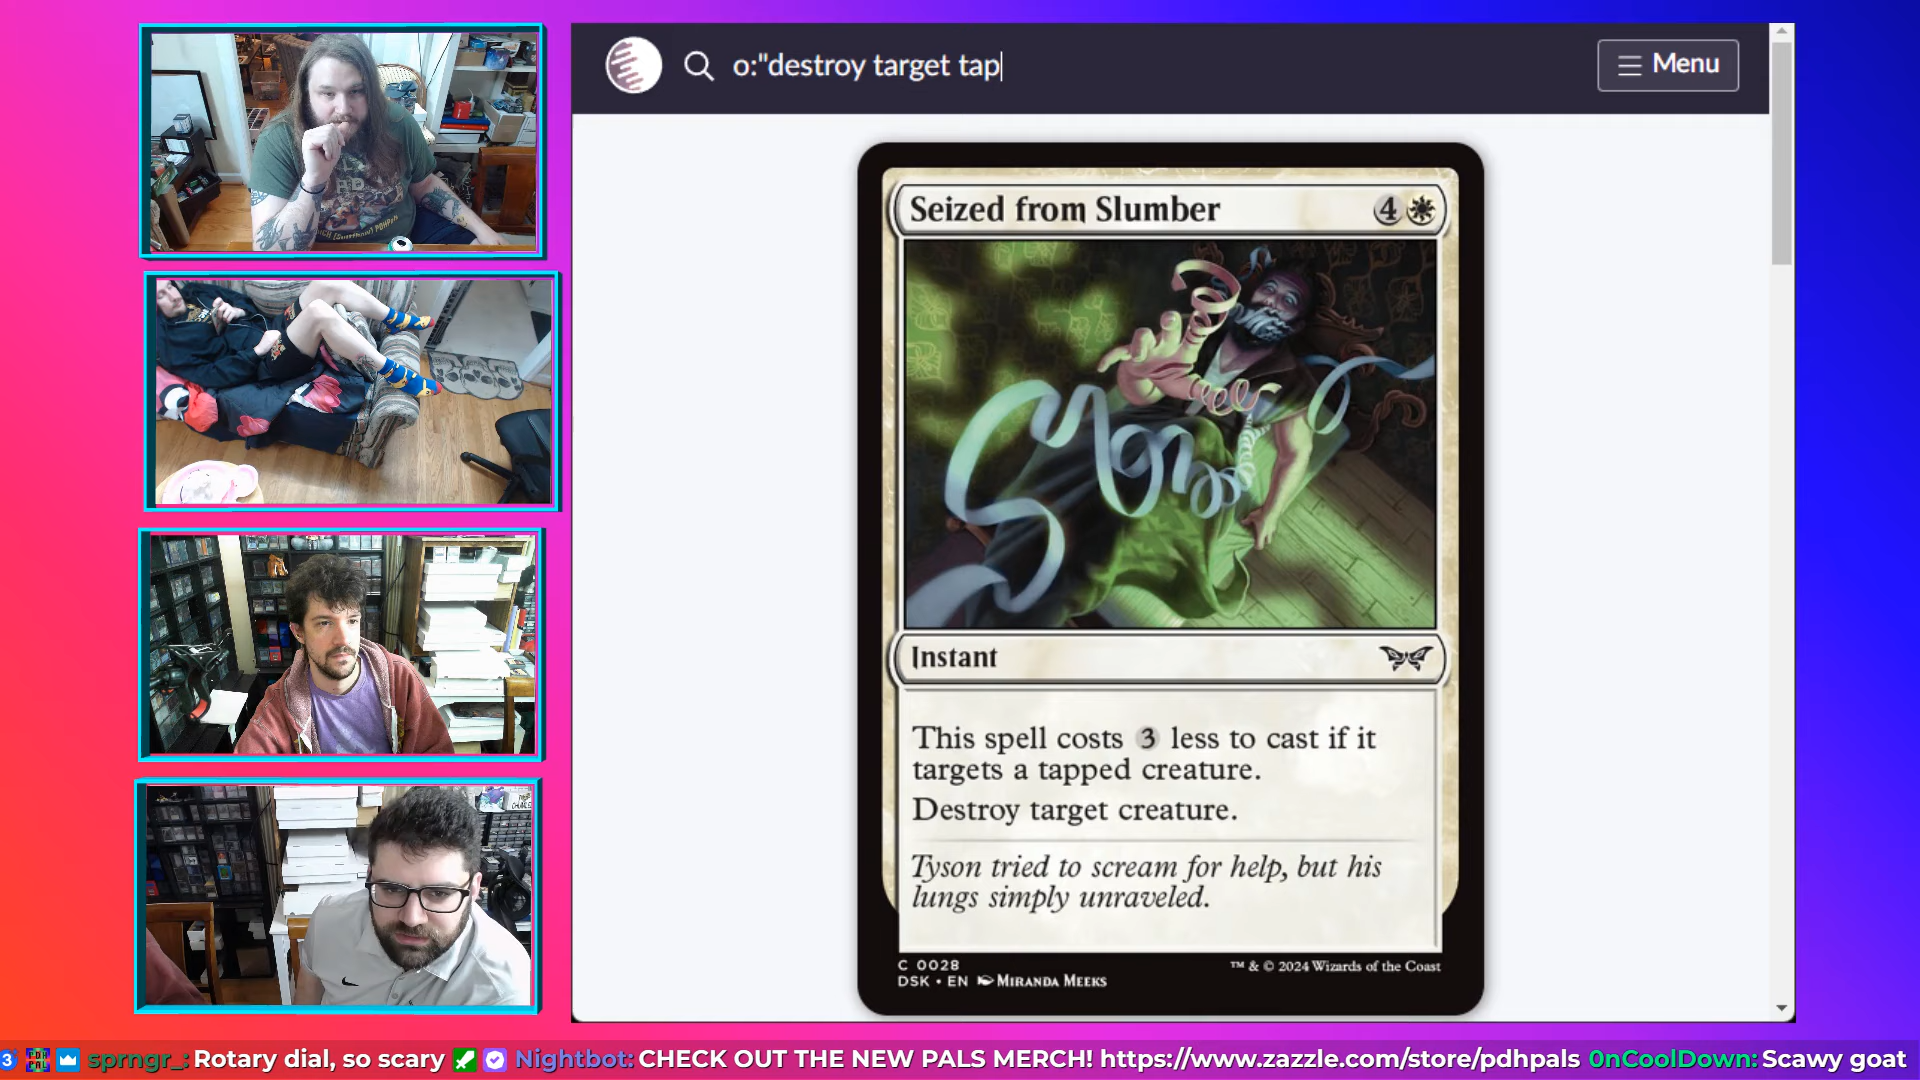 o:"destroy target tap
Menu
Seized from Slumber
4
Instant
This spell costs 3 less to cast if it
targets a tapped creature.
Destroy target creature.
Tyson tried to scream for help, but his
lungs simply unraveled.
C 0028
DSK • EN MIRANDA MEEKS
™ & © 2024 Wizards of the Coast
3 sprngr_: Rotary dial, so scary Nightbot: CHECK OUT THE NEW PALS MERCH! https://www.zazzle.com/store/pdhpals 0nCoolDown: Scawy goat